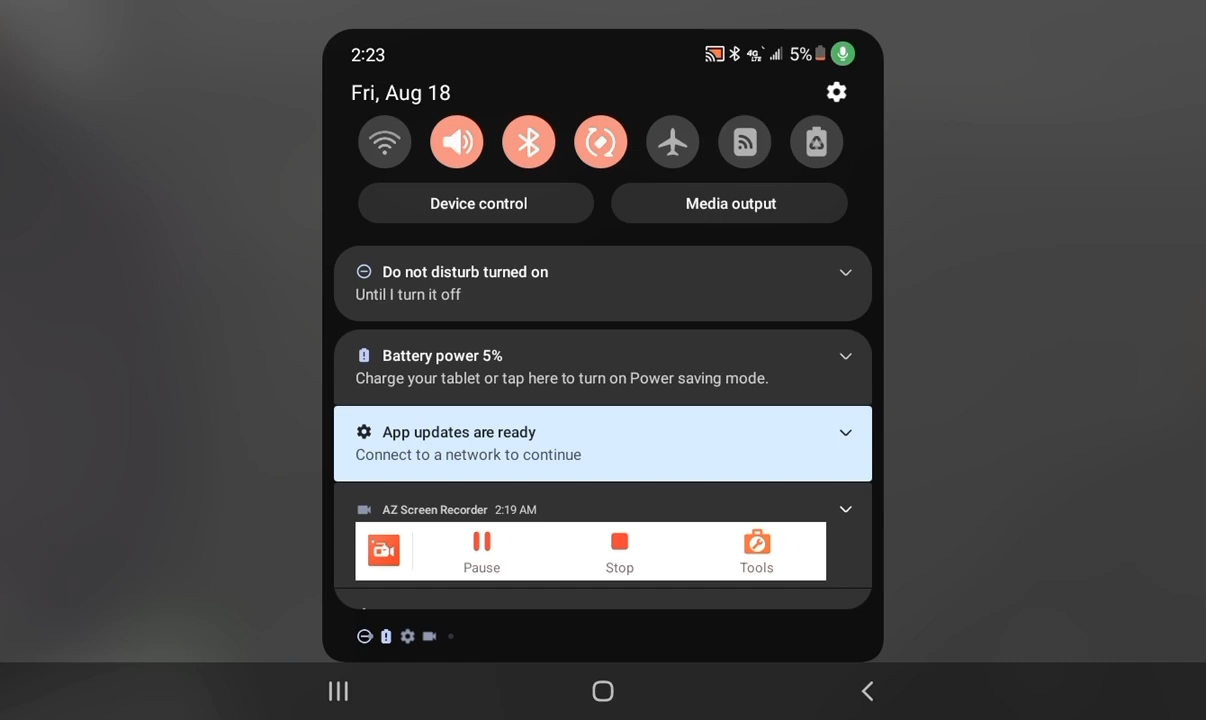 2:23
4G LTE 5%
Fri, Aug 18
Device control Media output
Do not disturb turned on
Until I turn it off
Battery power 5%
Charge your tablet or tap here to turn on Power saving mode.
App updates are ready
Connect to a network to continue
AZ Screen Recorder 2:19 AM
Pause Stop Tools